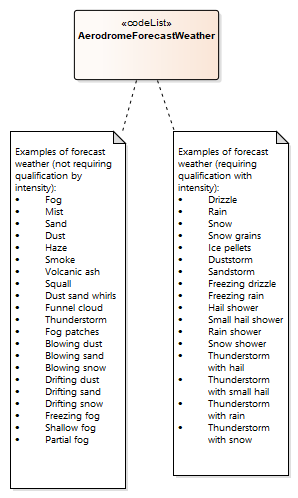 «codeList»
AerodromeForecastWeather
Examples of forecast
weather (not requiring
qualification by
intensity):
• Fog
• Mist
• Sand
• Dust
• Haze
• Smoke
• Volcanic ash
• Squall
• Dust sand whirls
• Funnel cloud
• Thunderstorm
• Fog patches
• Blowing dust
• Blowing sand
• Blowing snow
• Drifting dust
• Drifting sand
• Drifting snow
• Freezing fog
• Shallow fog
• Partial fog
Examples of forecast
weather (requiring
qualification with
intensity):
• Drizzle
• Rain
• Snow
• Snow grains
• Ice pellets
• Duststorm
• Sandstorm
• Freezing drizzle
• Freezing rain
• Hail shower
• Small hail shower
• Rain shower
• Snow shower
• Thunderstorm
with hail
• Thunderstorm
with small hail
• Thunderstorm
with rain
• Thunderstorm
with snow